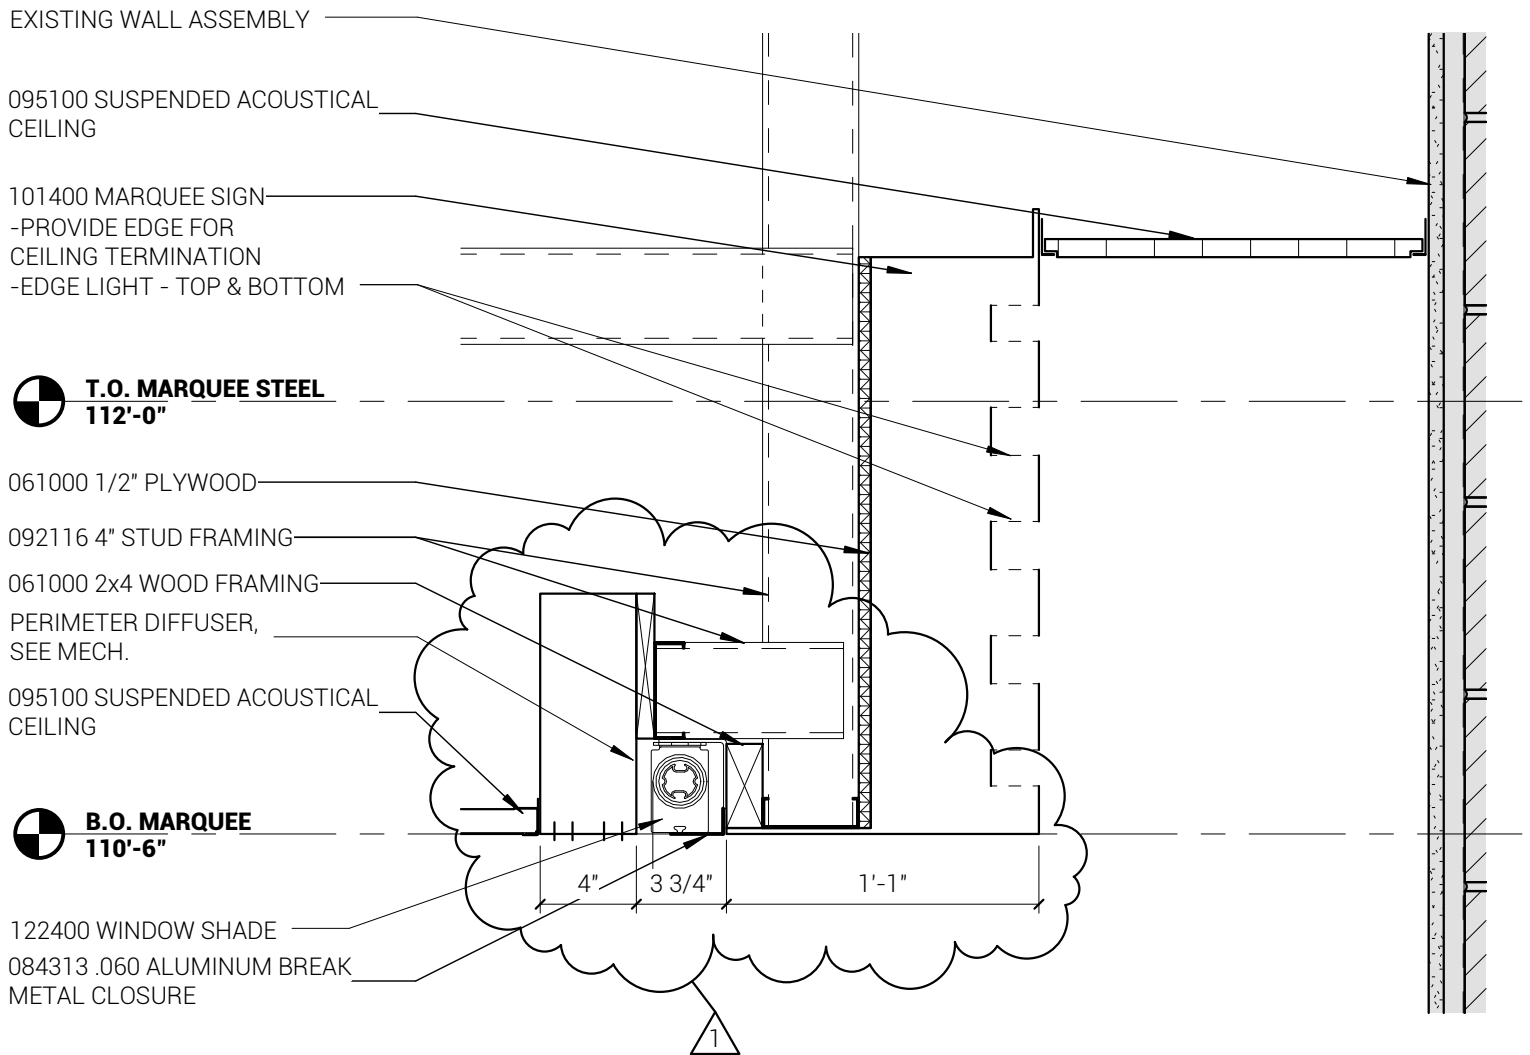 EXISTING WALL ASSEMBLY
095100 SUSPENDED ACOUSTICAL
CEILING
101400 MARQUEE SIGN
-PROVIDE EDGE FOR
CEILING TERMINATION
-EDGE LIGHT - TOP & BOTTOM
T.O. MARQUEE STEEL
112'-0"
061000 1/2" PLYWOOD
092116 4" STUD FRAMING
061000 2x4 WOOD FRAMING
PERIMETER DIFFUSER,
SEE MECH.
095100 SUSPENDED ACOUSTICAL
CEILING
B.O. MARQUEE
110'-6"
4" 3 3/4" 1'-1"
122400 WINDOW SHADE
084313 .060 ALUMINUM BREAK
METAL CLOSURE
1